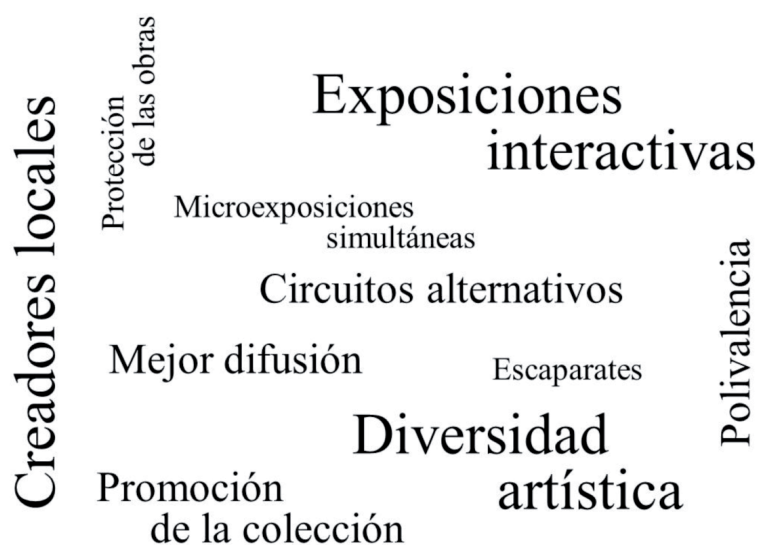 Creadores locales
Protección
de las obras
Exposiciones
interactivas
Microexposiciones
simultáneas
Circuitos alternativos
Polivalencia
Mejor difusión
Escaparates
Diversidad
artística
Promoción
de la colección